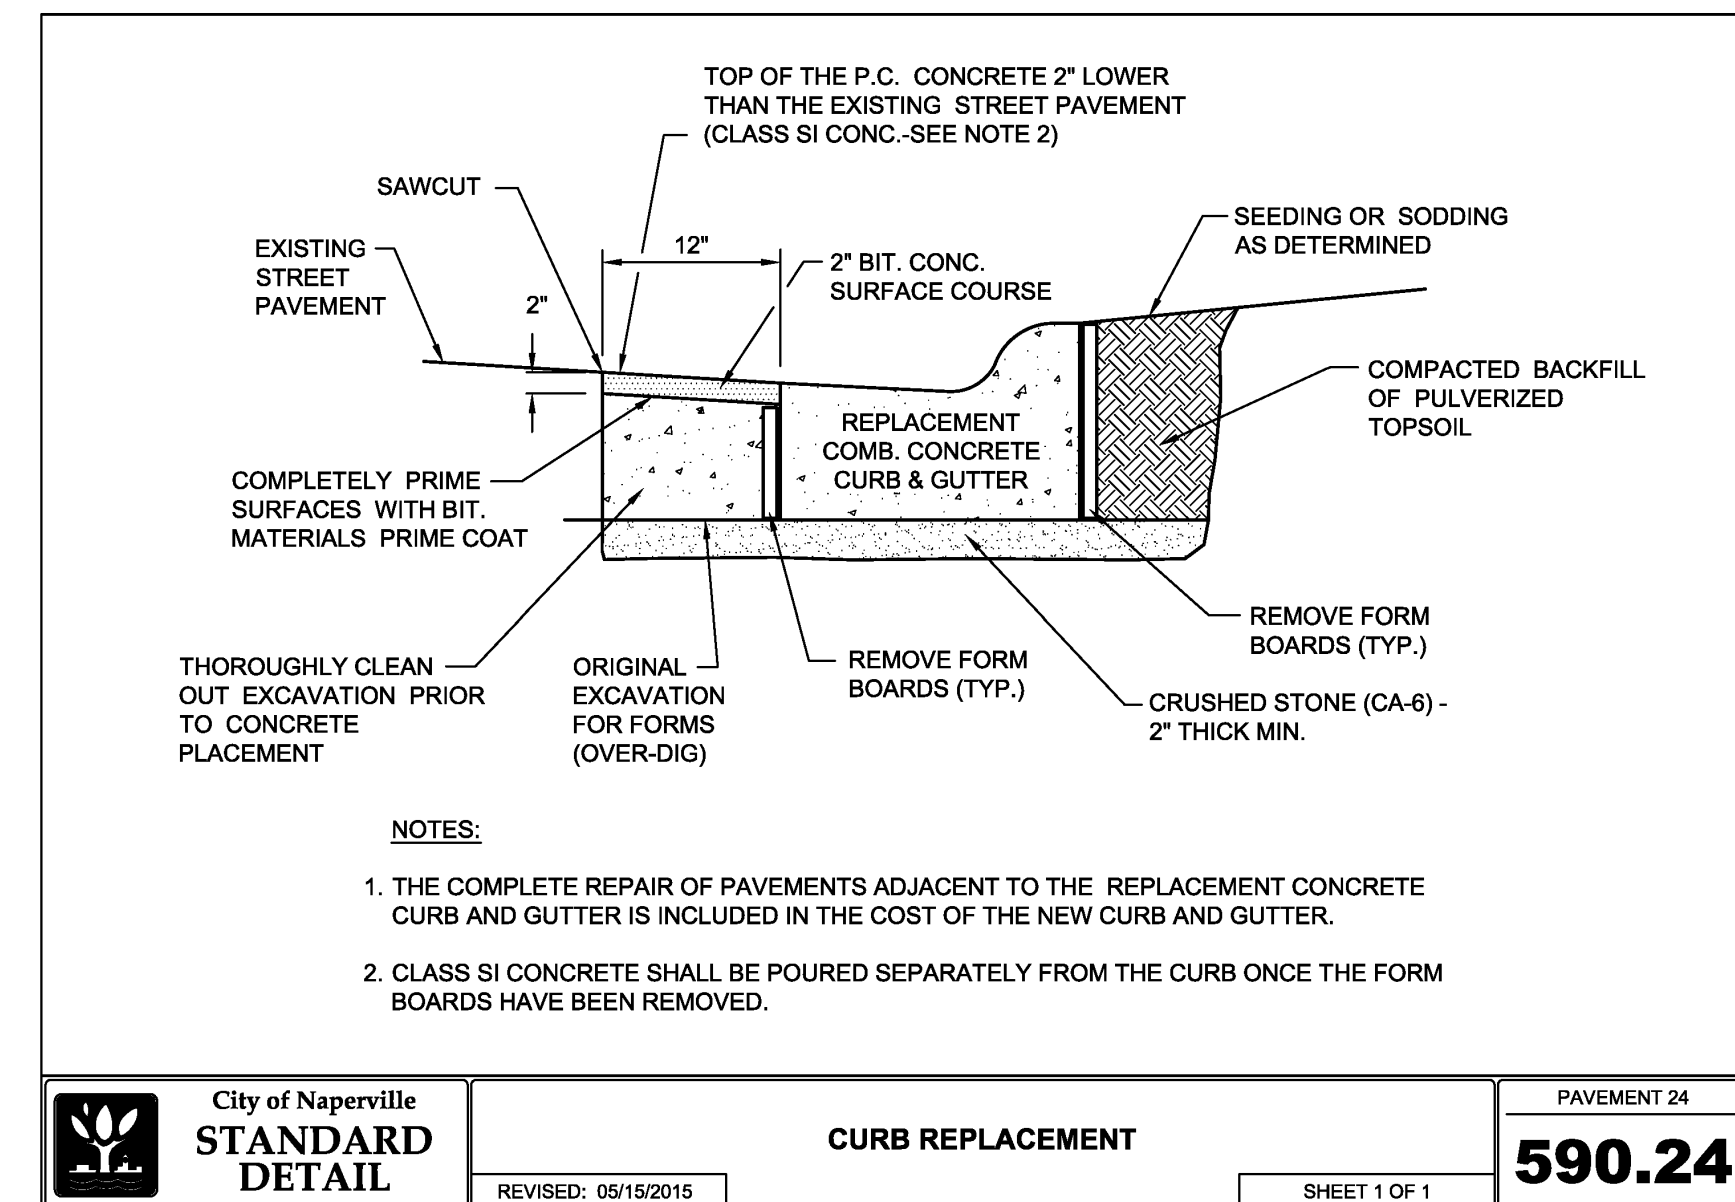 TOP OF THE P.C. CONCRETE 2" LOWER
THAN THE EXISTING STREET PAVEMENT
(CLASS SI CONC.-SEE NOTE 2)
SAWCUT
EXISTING
STREET
PAVEMENT
12"
2"
2" BIT. CONC.
SURFACE COURSE
SEEDING OR SODDING
AS DETERMINED
COMPACTED BACKFILL
OF PULVERIZED
TOPSOIL
REPLACEMENT
COMB. CONCRETE
CURB & GUTTER
COMPLETELY PRIME
SURFACES WITH BIT.
MATERIALS PRIME COAT
THOROUGHLY CLEAN
OUT EXCAVATION PRIOR
TO CONCRETE
PLACEMENT
ORIGINAL
EXCAVATION
FOR FORMS
(OVER-DIG)
REMOVE FORM
BOARDS (TYP.)
REMOVE FORM
BOARDS (TYP.)
CRUSHED STONE (CA-6) -
2" THICK MIN.
NOTES:
1. THE COMPLETE REPAIR OF PAVEMENTS ADJACENT TO THE REPLACEMENT CONCRETE
CURB AND GUTTER IS INCLUDED IN THE COST OF THE NEW CURB AND GUTTER.
2. CLASS SI CONCRETE SHALL BE POURED SEPARATELY FROM THE CURB ONCE THE FORM
BOARDS HAVE BEEN REMOVED.
City of Naperville
STANDARD
DETAIL
CURB REPLACEMENT
REVISED: 05/15/2015
SHEET 1 OF 1
PAVEMENT 24
590.24